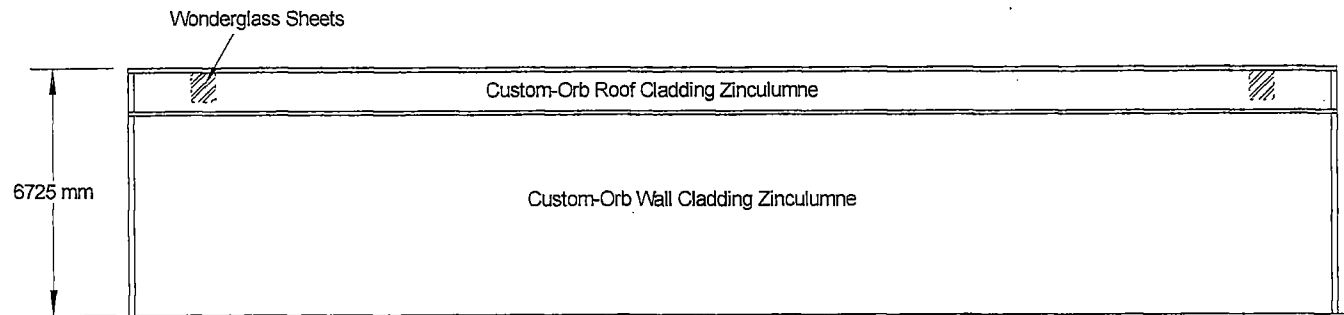 Wonderglass Sheets
Custom-Orb Roof Cladding Zinculumne
6725 mm
Custom-Orb Wall Cladding Zinculumne